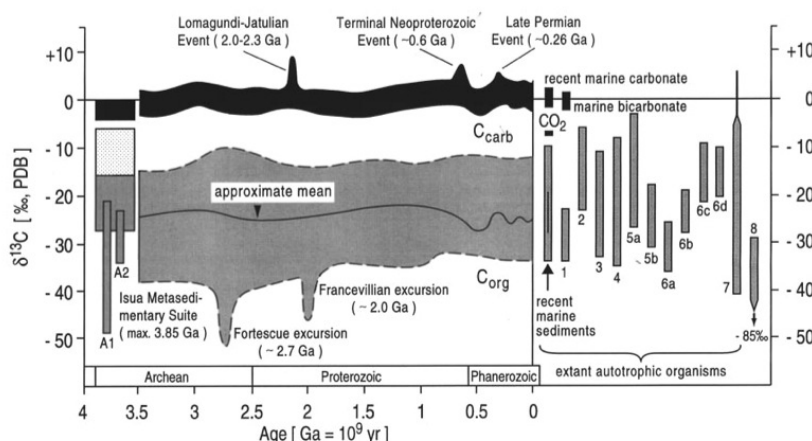 Lomagundi-Jatulian
Event ( 2.0-2.3 Ga )
Terminal Neoproterozoic
Event ( ~0.6 Ga )
Late Permian
Event ( ~0.26 Ga )
+10
0
-10
-20
-30
-40
-50
δ13C [ ‰, PDB ]
recent marine carbonate
marine bicarbonate
CO2
Ccarb
approximate mean
Corg
A1
A2
Isua Metasedi-
mentary Suite
(max. 3.85 Ga )
Fortescue excursion
( ~ 2.7 Ga )
Francevillian excursion
( ~ 2.0 Ga )
recent
marine
sediments
1
2
3
4
5a
5b
6a
6b
6c
6d
7
8
- 85‰
extant autotrophic organisms
+10
0
-10
-20
-30
-40
-50
Archean
Proterozoic
Phanerozoic
4
3.5
3
2.5
2
1.5
1
0.5
0
Age [ Ga = 109 yr ]